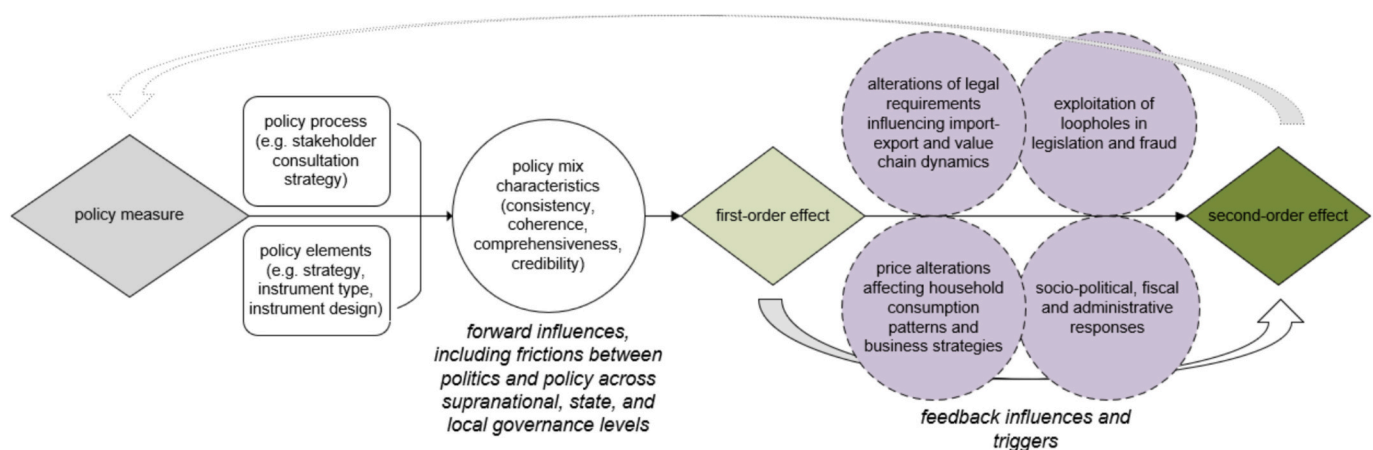 policy measure
policy process
(e.g. stakeholder
consultation
strategy)
policy elements
(e.g. strategy,
instrument type,
instrument design)
policy mix
characteristics
(consistency,
coherence,
comprehensiveness,
credibility)
forward influences,
including frictions between
politics and policy across
supranational, state, and
local governance levels
first-order effect
alterations of legal
requirements
influencing import-
export and value
chain dynamics
exploitation of
loopholes in
legislation and fraud
price alterations
affecting household
consumption
patterns and
business strategies
socio-political, fiscal
and administrative
responses
feedback influences and
triggers
second-order effect